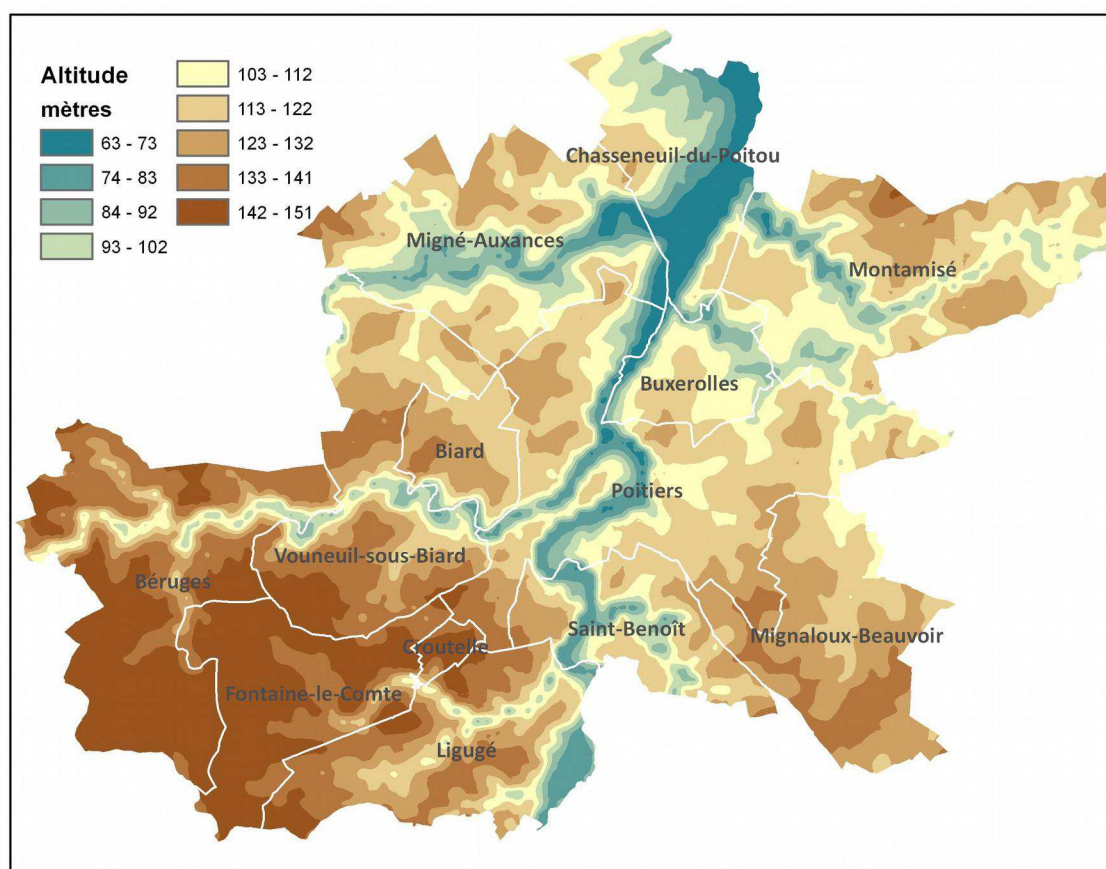 Altitude
mètres
63 - 73
74 - 83
84 - 92
93 - 102
103 - 112
113 - 122
123 - 132
133 - 141
142 - 151
Chasseneuil-du-Poitou
Migné-Auxances
Montamisé
Buxerolles
Biard
Poitiers
Vouneuil-sous-Biard
Béruges
Saint-Benoît
Mignaloux-Beauvoir
Croutelle
Fontaine-le-Comte
Ligugé